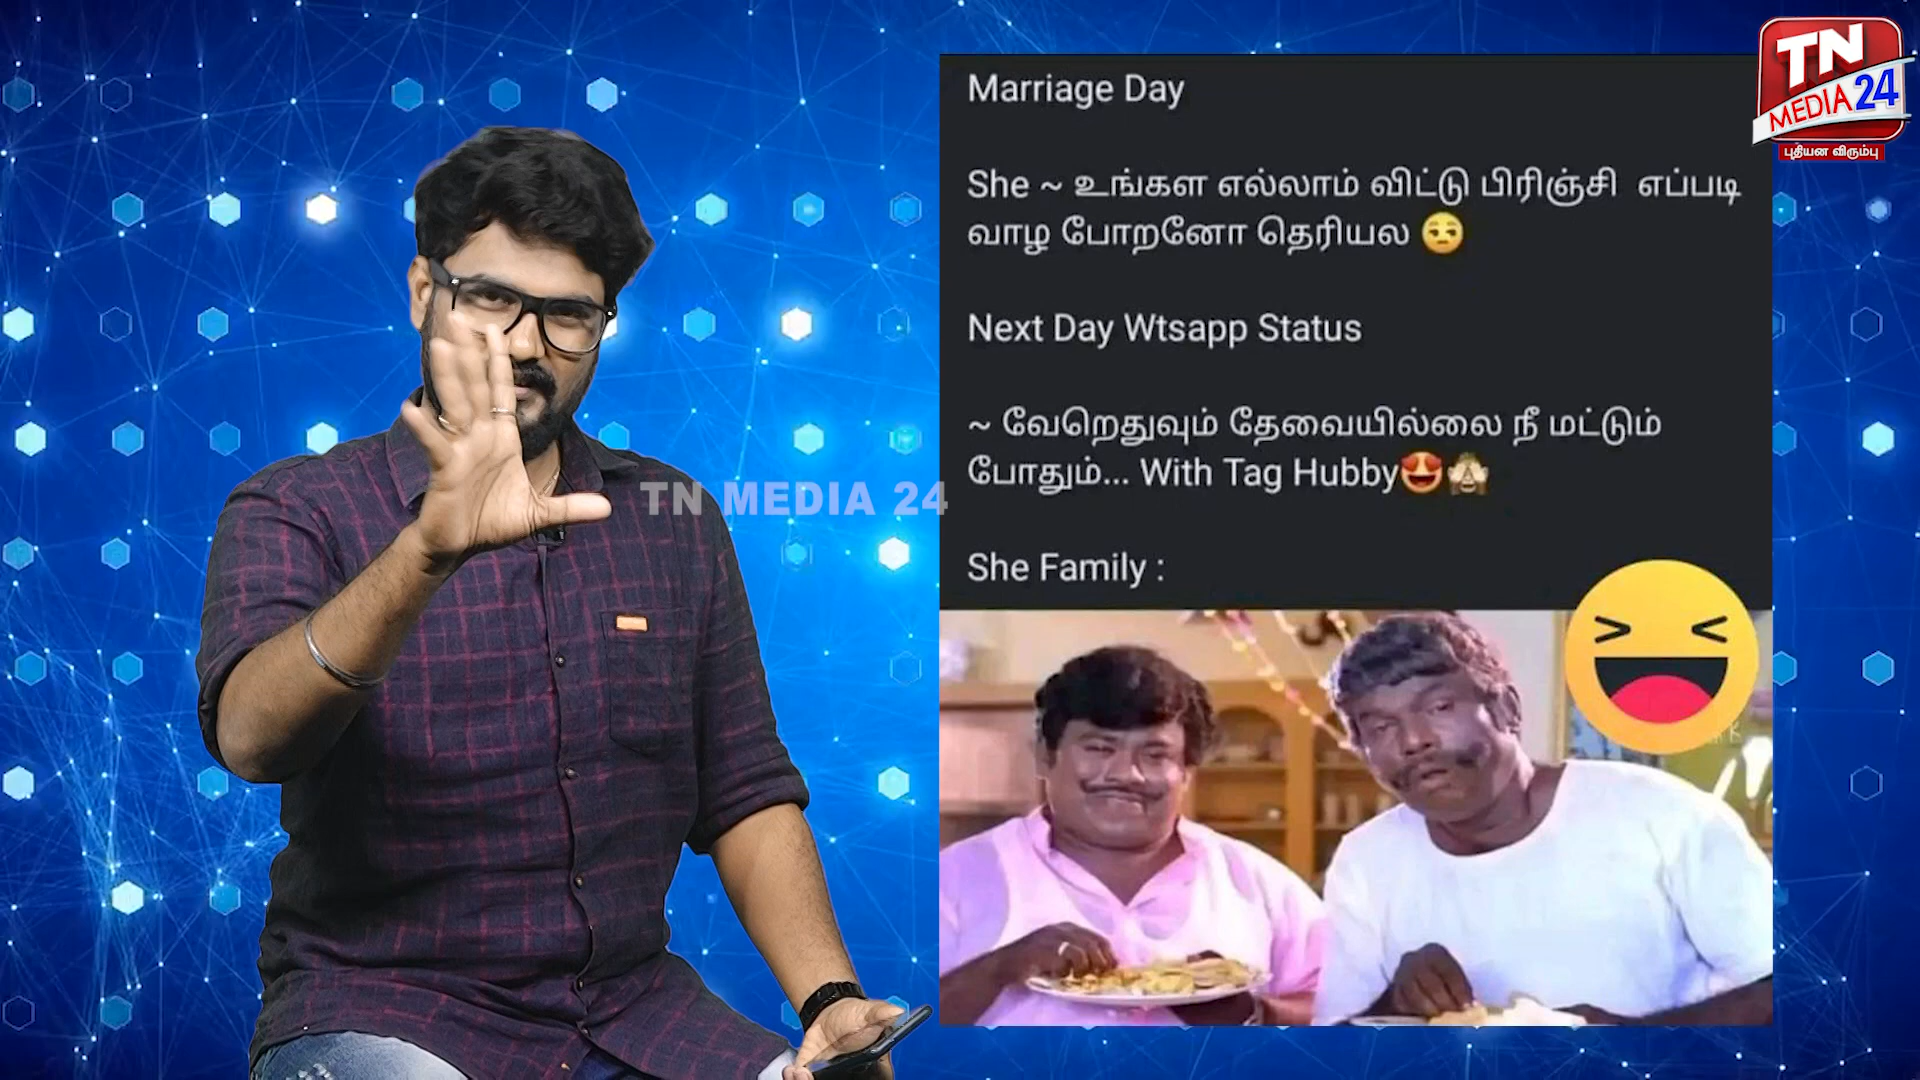 TN
MEDIA 24
புதியன விரும்பு
Marriage Day
She ~ உங்கள எல்லாம் விட்டு பிரிஞ்சி எப்படி
வாழ போறனோ தெரியல 😒
Next Day Wtsapp Status
~ வேறெதுவும் தேவையில்லை நீ மட்டும்
போதும்... With Tag Hubby😍🙈
She Family :
TN MEDIA 24